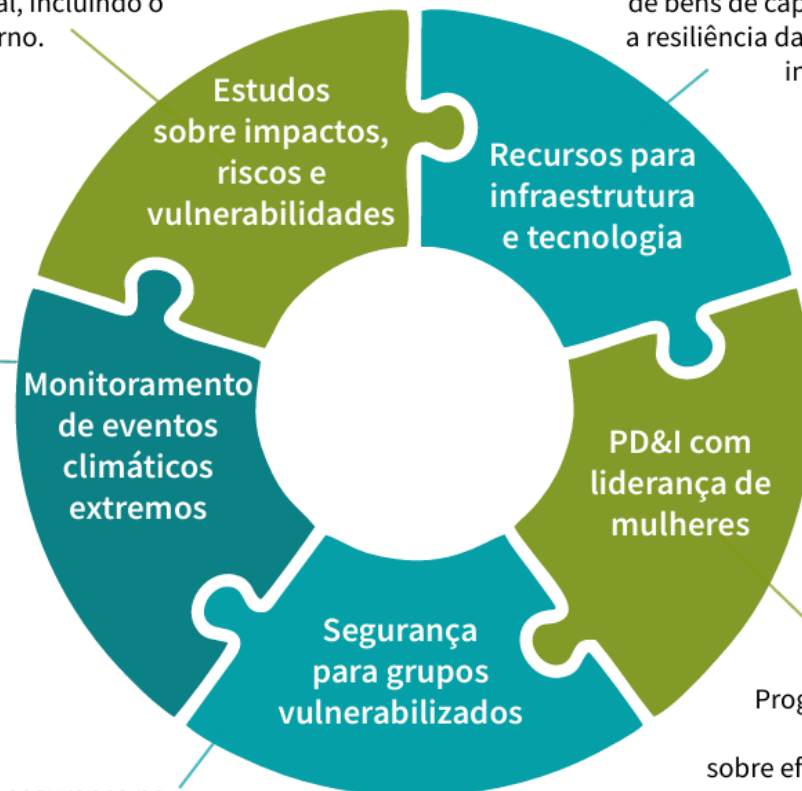 al, incluindo o
rno.
de bens de cap
a resiliência da
in
Estudos
sobre impactos,
riscos e
vulnerabilidades
Recursos para
infraestrutura
e tecnologia
Monitoramento
de eventos
climáticos
extremos
PD&I com
liderança de
mulheres
Segurança
para grupos
vulnerabilizados
Prog
sobre ef